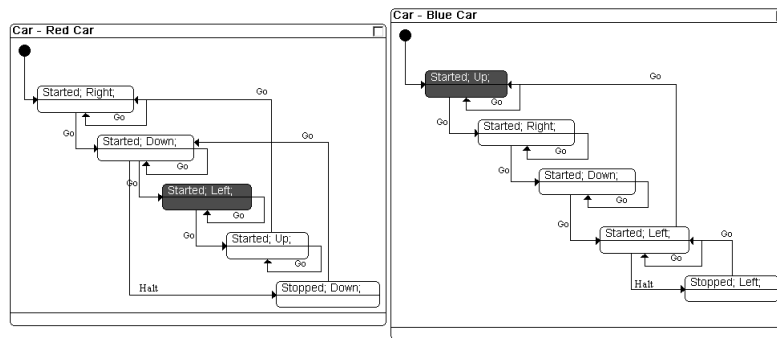 Car - Red Car
Started; Right;
Go
Go
Go
Started; Down;
Go
Go
Go
Started; Left;
Go
Go
Started; Up;
Go
Halt
Stopped; Down;
Car - Blue Car
Started; Up;
Go
Go
Go
Started; Right;
Go
Go
Started; Down;
Go
Go
Started; Left;
Go
Go
Halt
Stopped; Left;